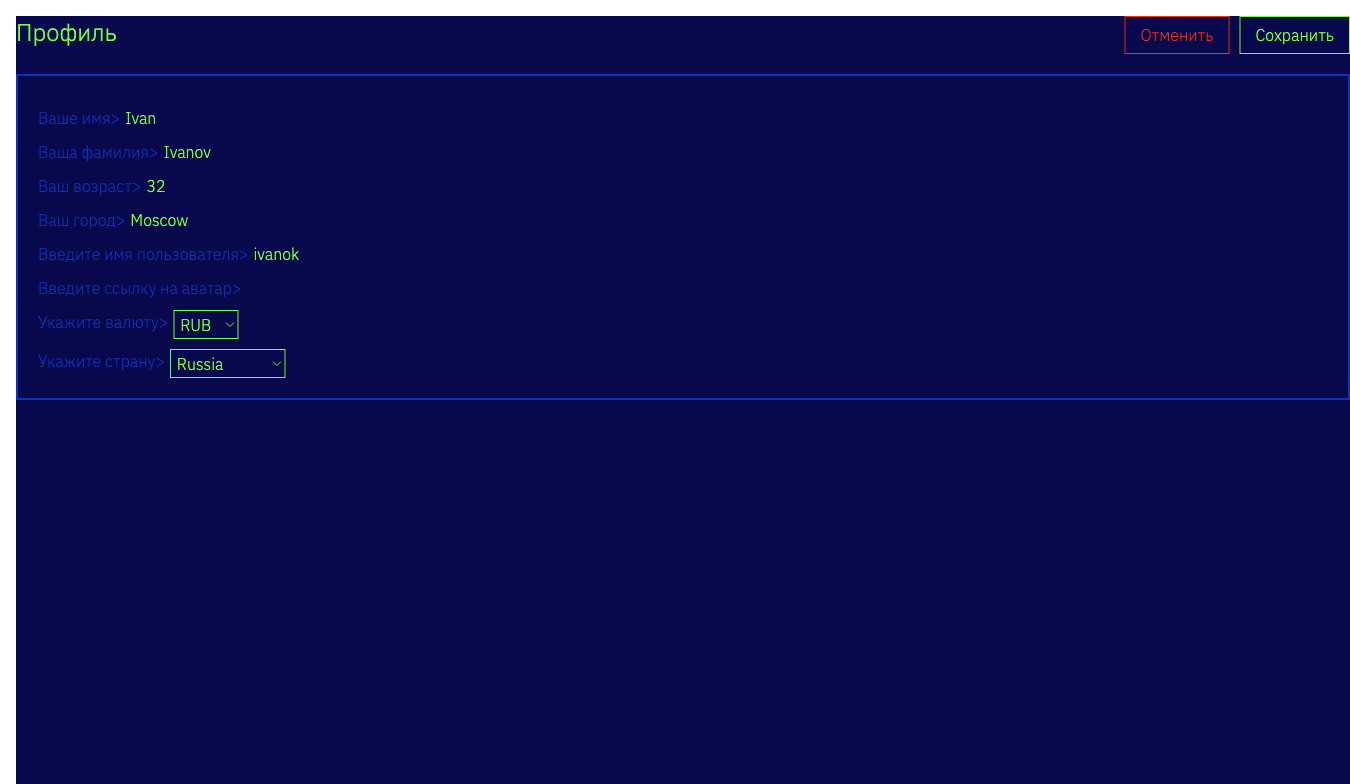 Профиль
Отменить
Сохранить
Ваше имя> Ivan
Ваша фамилия> Ivanov
Ваш возраст> 32
Ваш город> Moscow
Введите имя пользователя> ivanok
Введите ссылку на аватар>
Укажите валюту> RUB
Укажите страну> Russia